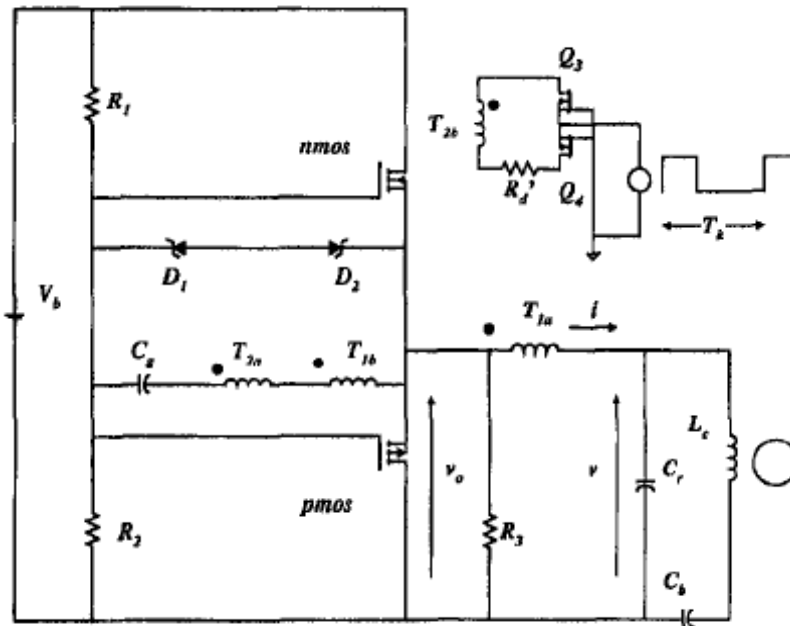 R1
nmos
D1
D2
Vb
Cg
T2a
T1b
pmos
R2
vo
R3
T1a
i
v
Cr
Lc
Cb
T2b
Rd'
Q3
Q4
Tk